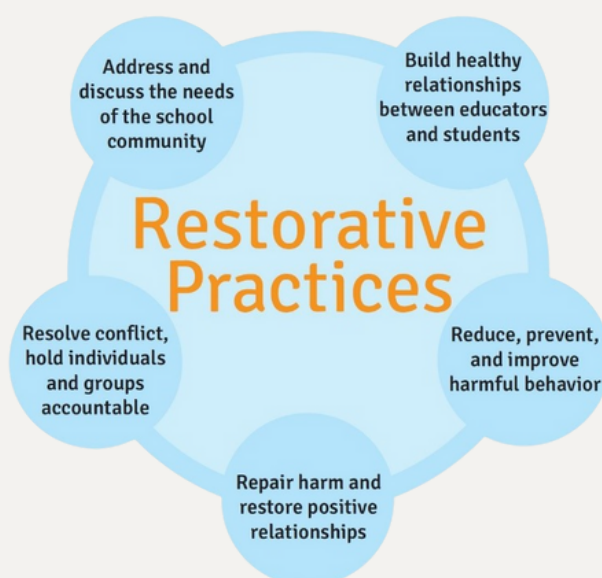 Address and
discuss the needs
of the school
community
Build healthy
relationships
between educators
and students
Restorative
Practices
Resolve conflict,
hold individuals
and groups
accountable
Reduce, prevent,
and improve
harmful behavior
Repair harm and
restore positive
relationships